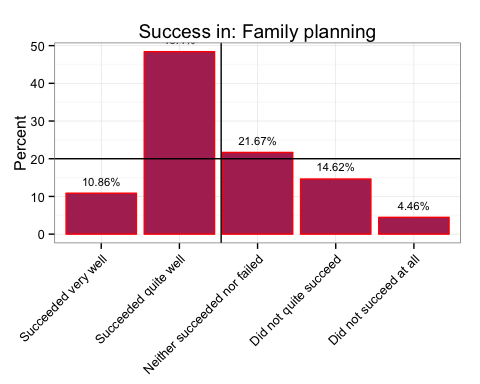 Success in: Family planning
Percent
50
40
30
20
10
0
10.86%
21.67%
14.62%
4.46%
Succeeded very well
Succeeded quite well
Neither succeeded nor failed
Did not quite succeed
Did not succeed at all